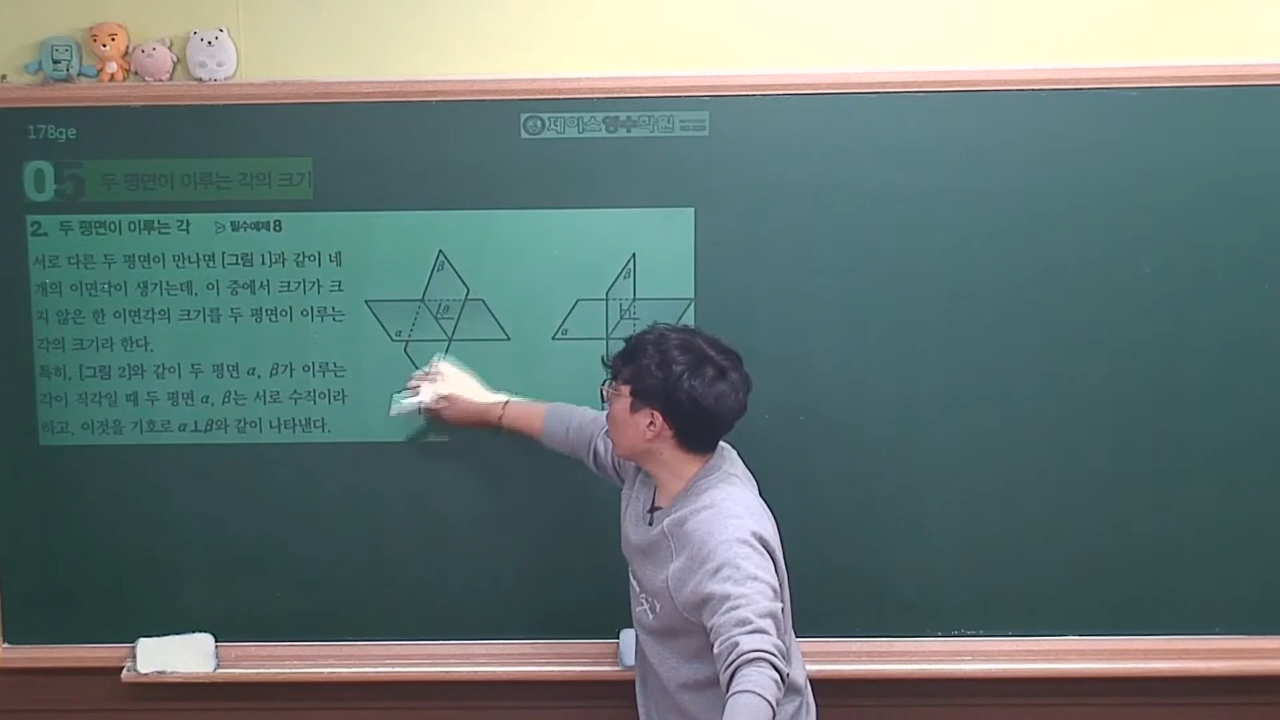 178ge
제이스영수학원
05 두 평면이 이루는 각의 크기
2. 두 평면이 이루는 각 ▷ 필수예제 8
서로 다른 두 평면이 만나면 [그림 1]과 같이 네
개의 이면각이 생기는데, 이 중에서 크기가 크
지 않은 한 이면각의 크기를 두 평면이 이루는
각의 크기라 한다.
특히, [그림 2]와 같이 두 평면 α, β가 이루는
각이 직각일 때 두 평면 α, β는 서로 수직이라
하고, 이것을 기호로 α⊥β와 같이 나타낸다.
β
θ
α
β
α